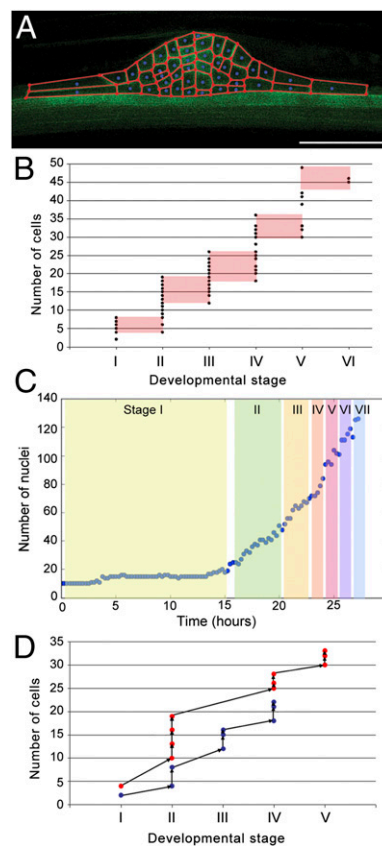 A
B
Number of cells
50
45
40
35
30
25
20
15
10
5
0
I II III IV V VI
Developmental stage
C
Number of nuclei
140
120
100
80
60
40
20
0
Stage I II III IV V VI VII
0 5 10 15 20 25
Time (hours)
D
Number of cells
35
30
25
20
15
10
5
0
I II III IV V
Developmental stage